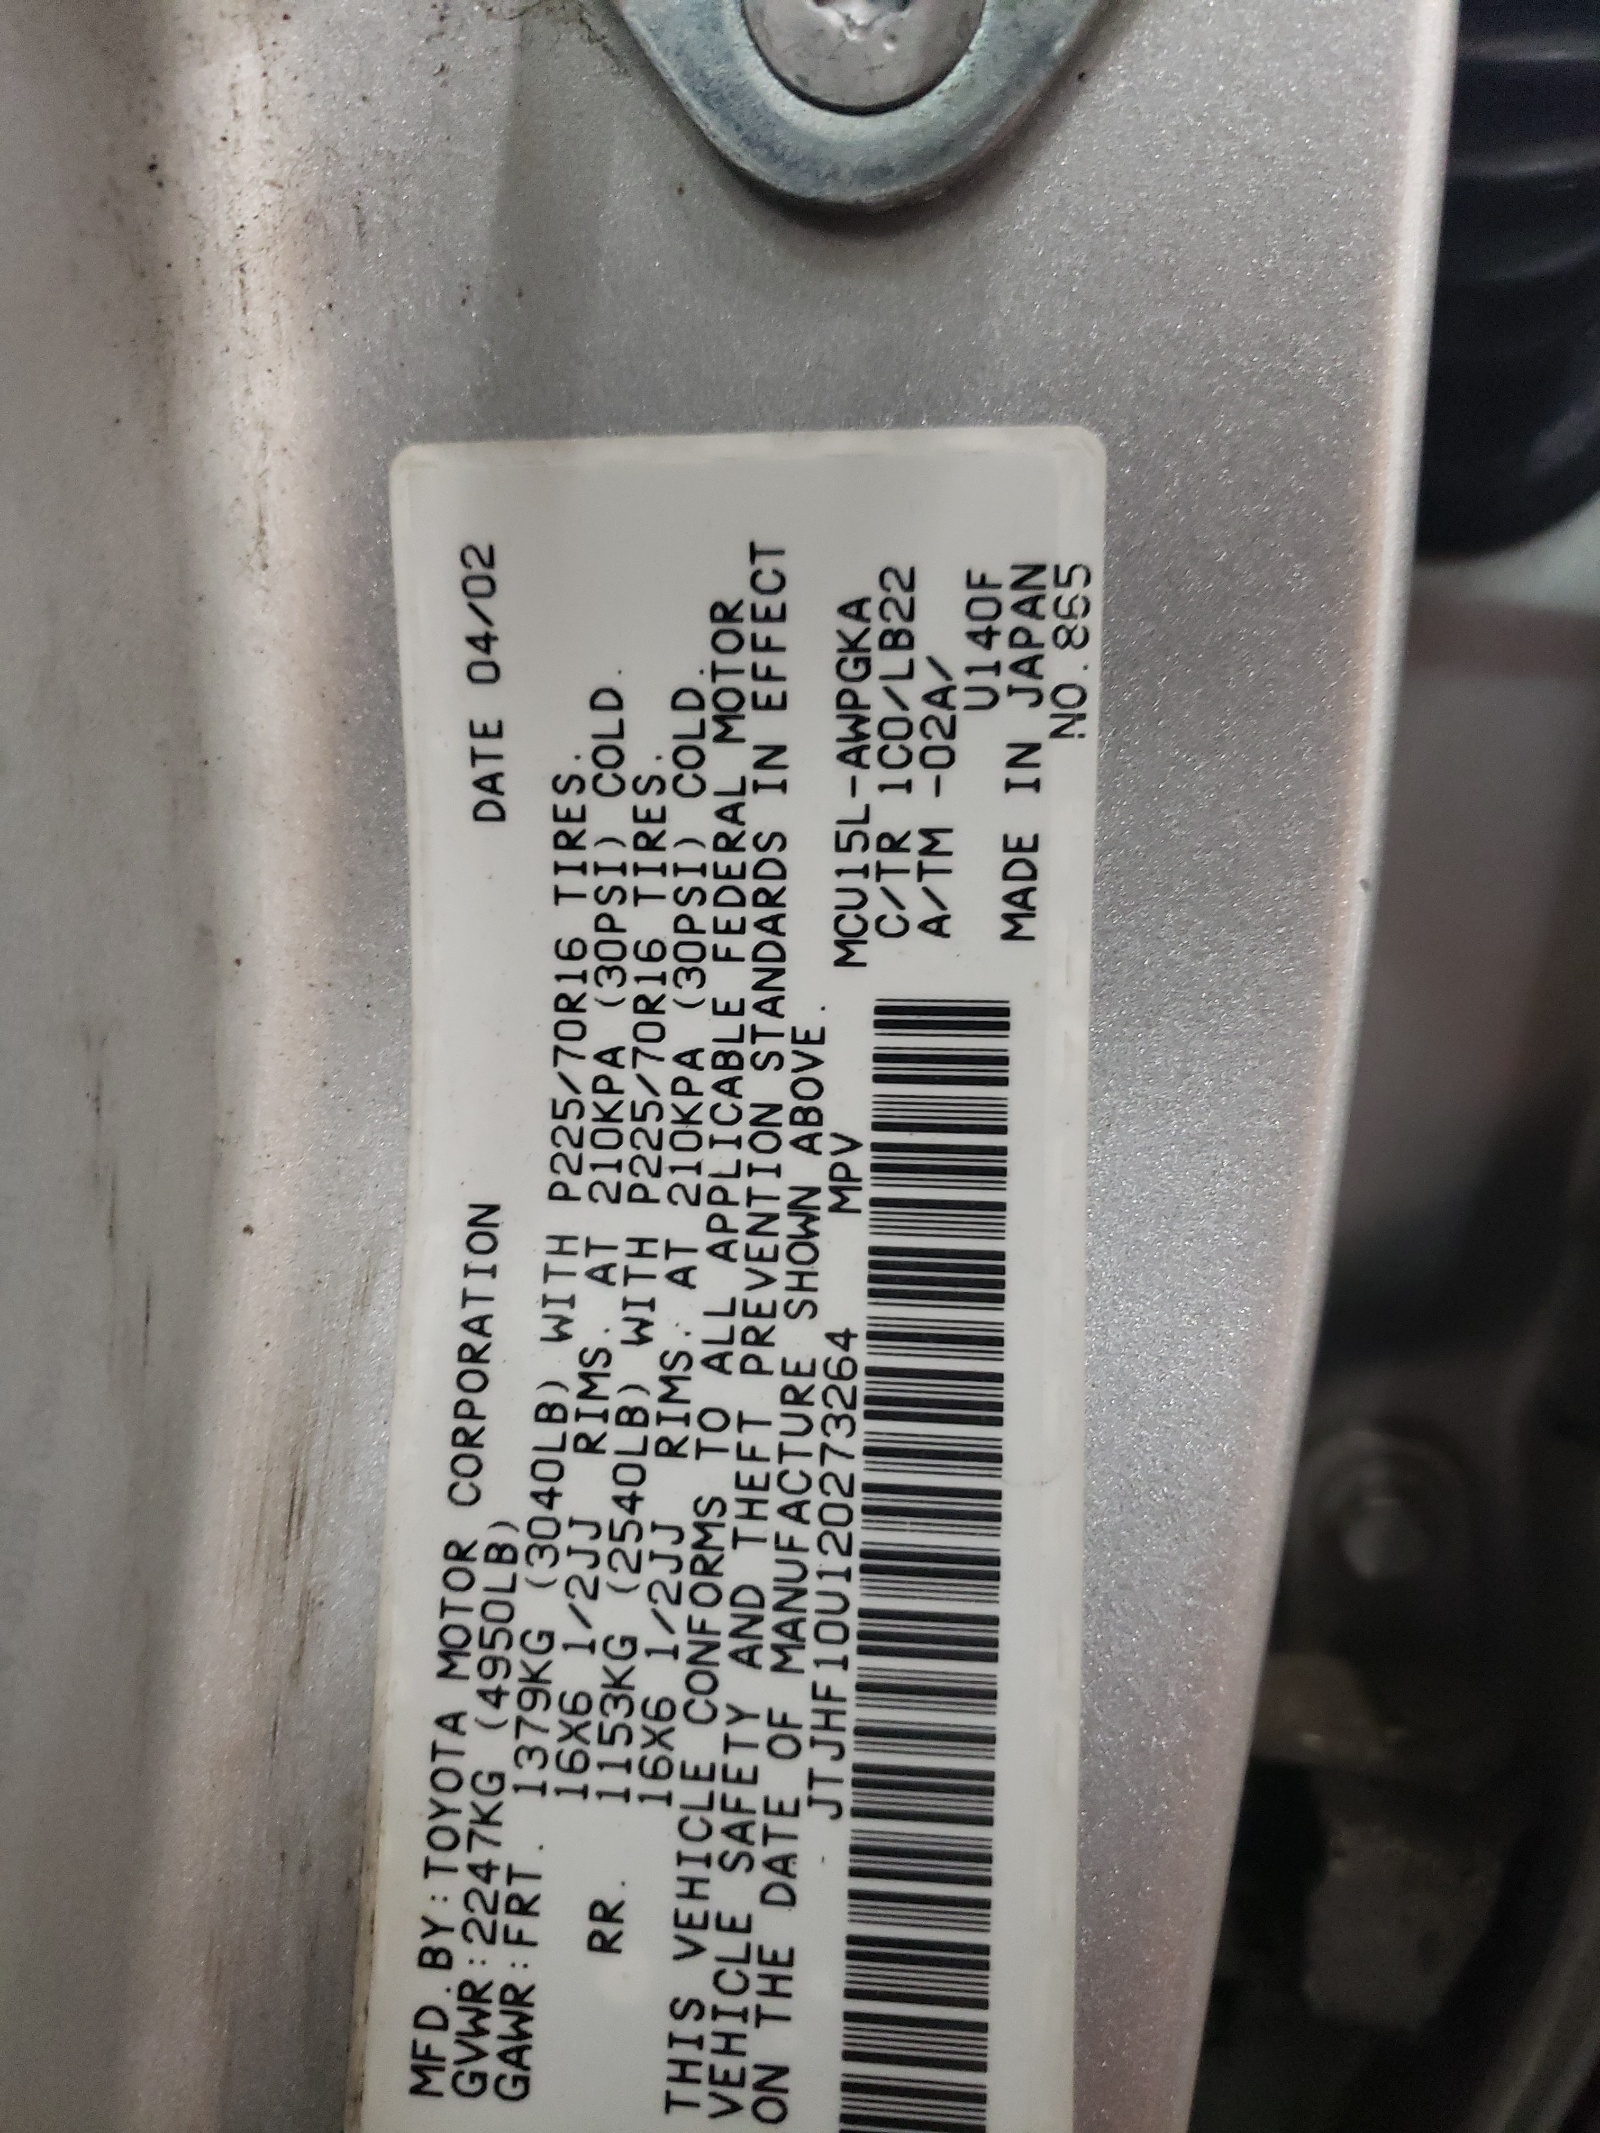 MFD. BY:TOYOTA MOTOR CORPORATION DATE 04/02
GVWR:2247KG (4950LB)
GAWR:FRT. 1379KG (3040LB) WITH P225/70R16 TIRES.
16X6 1/2JJ RIMS. AT 210KPA (30PSI) COLD.
RR. 1153KG (2540LB) WITH P225/70R16 TIRES.
16X6 1/2JJ RIMS. AT 210KPA (30PSI) COLD.
THIS VEHICLE CONFORMS TO ALL APPLICABLE FEDERAL MOTOR
VEHICLE SAFETY AND THEFT PREVENTION STANDARDS IN EFFECT
ON THE DATE OF MANUFACTURE SHOWN ABOVE.
JTJHF10U120273264 MPV MCU15L-AWPGKA
C/TR 1C0/LB22
A/TM -02A/
U140F
MADE IN JAPAN
NO.865